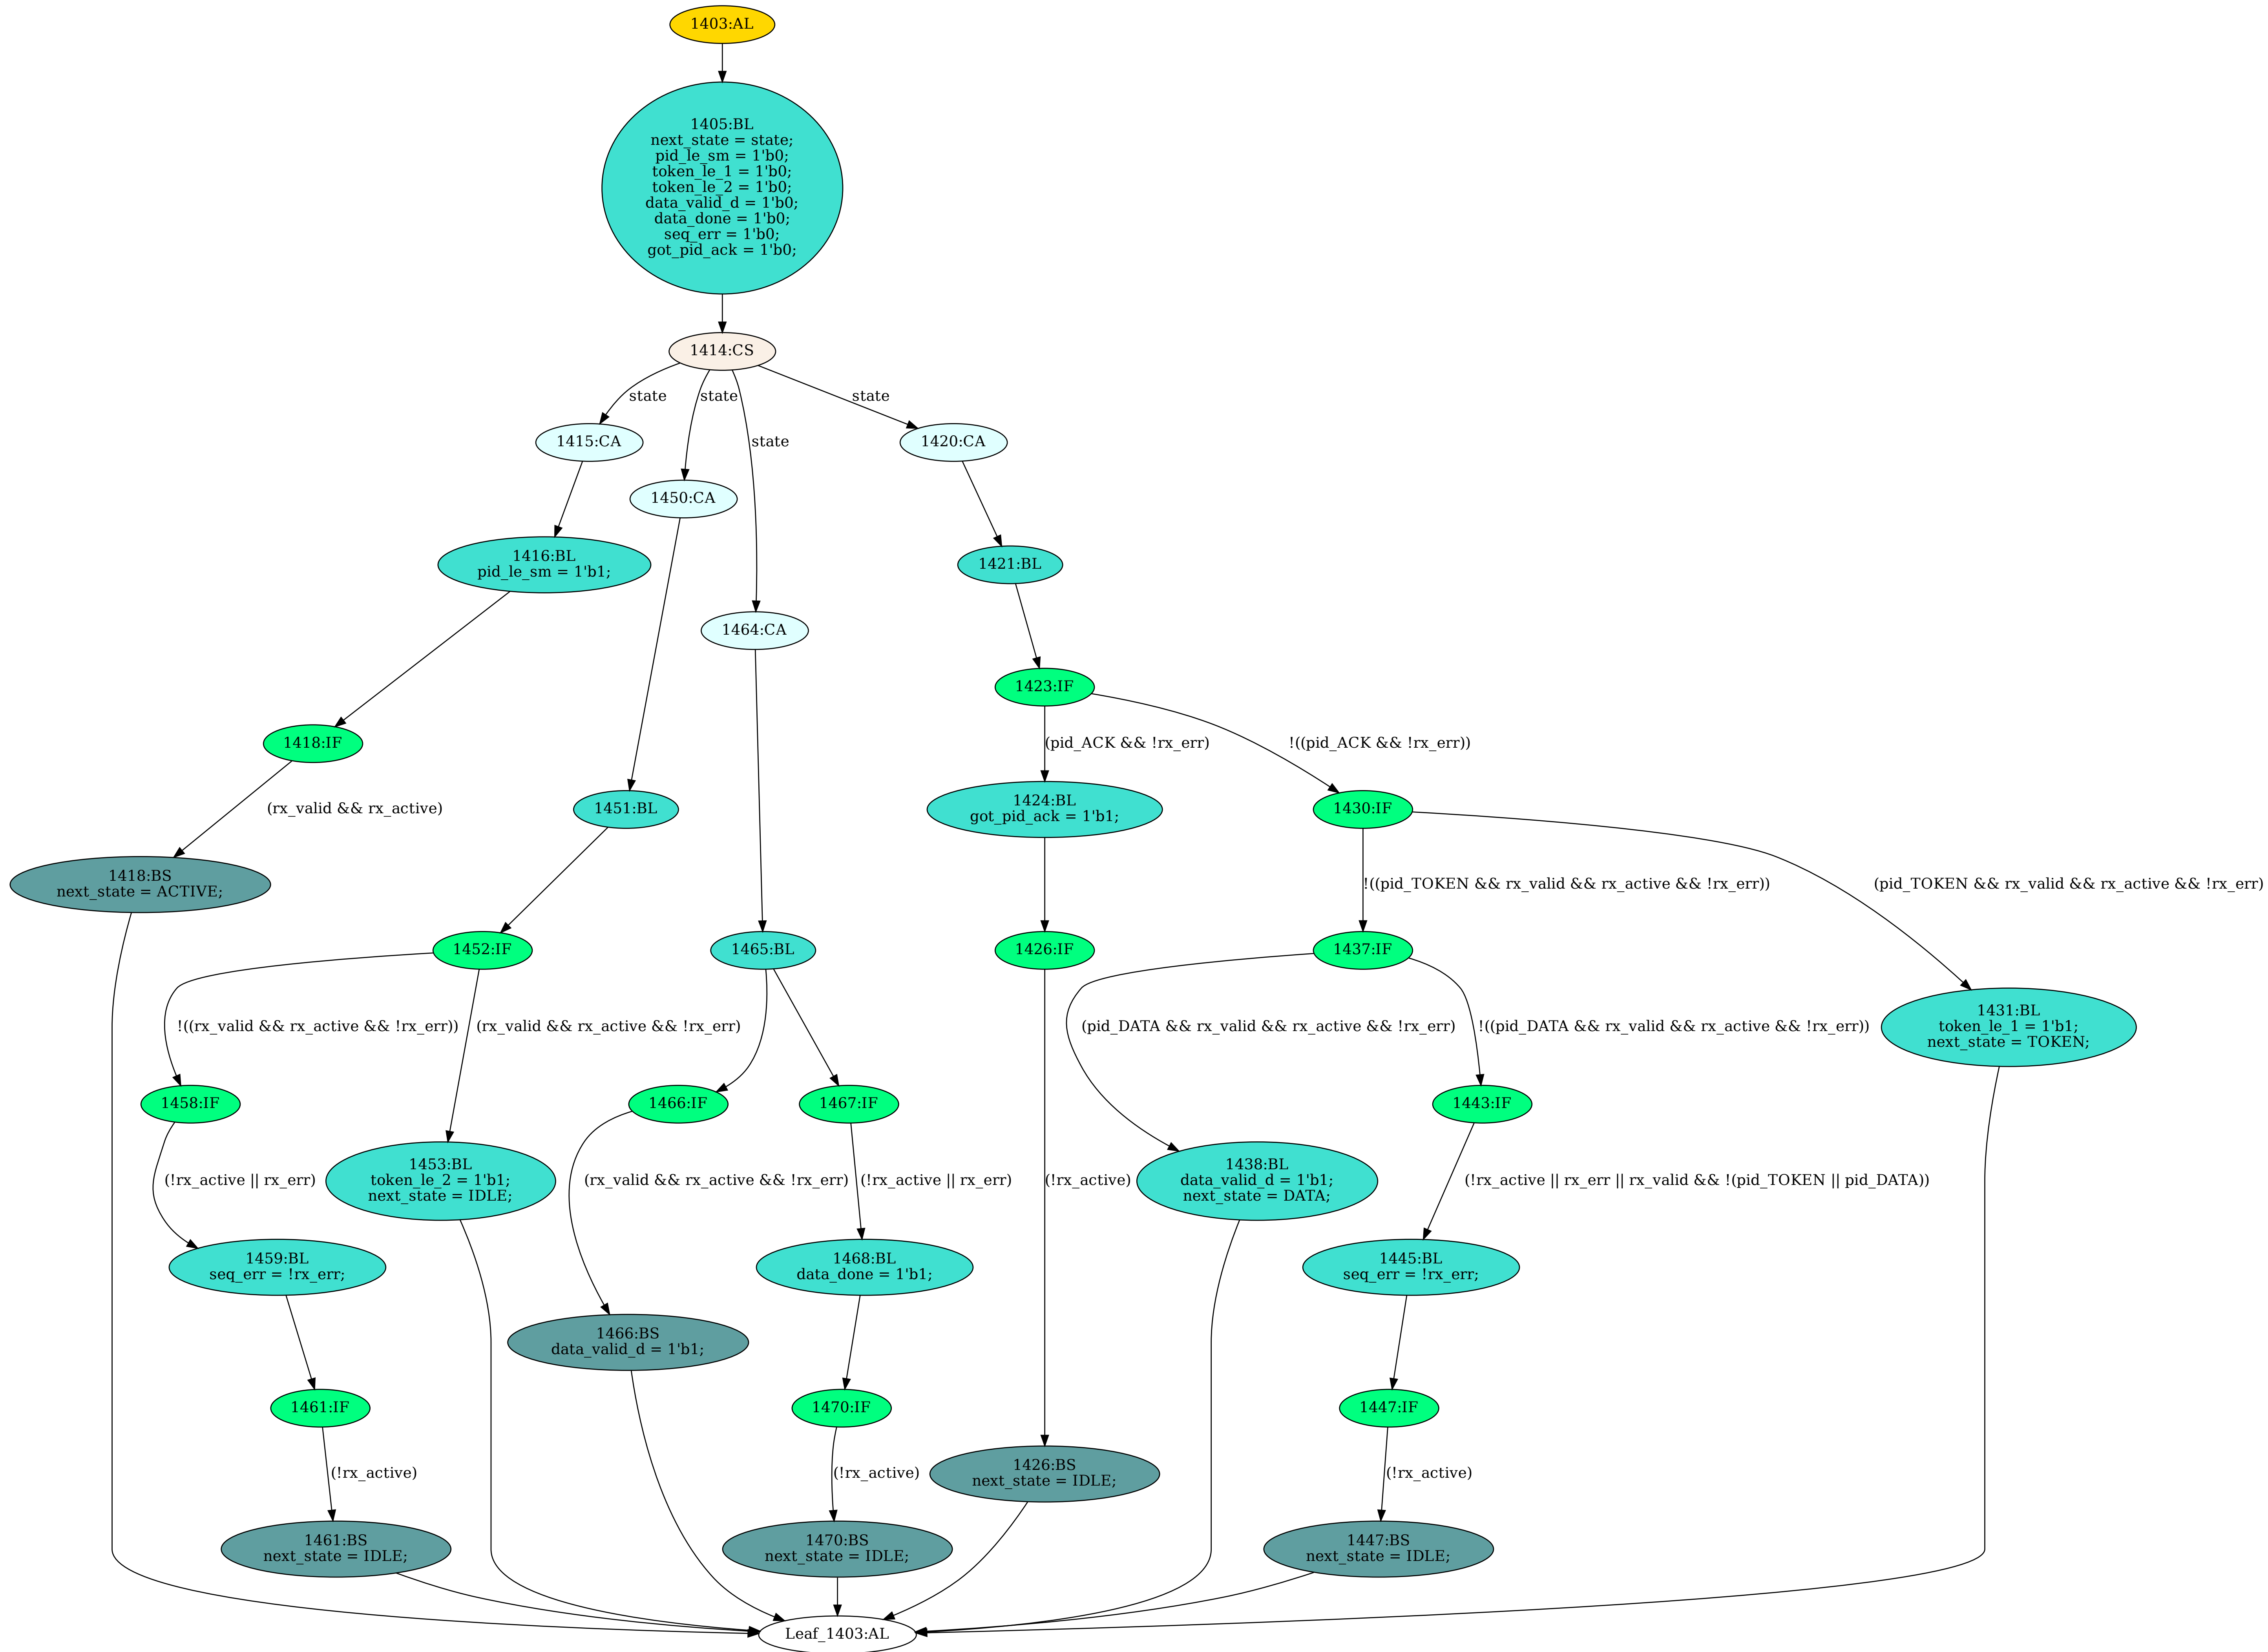 1403:AL
1405:BL
next_state = state;
pid_le_sm = 1'b0;
token_le_1 = 1'b0;
token_le_2 = 1'b0;
data_valid_d = 1'b0;
data_done = 1'b0;
seq_err = 1'b0;
got_pid_ack = 1'b0;
1414:CS
state
state
state
state
1415:CA
1420:CA
1450:CA
1416:BL
pid_le_sm = 1'b1;
1421:BL
1464:CA
1423:IF
1418:IF
(pid_ACK && !rx_err)
!((pid_ACK && !rx_err))
(rx_valid && rx_active)
1451:BL
1424:BL
got_pid_ack = 1'b1;
1430:IF
1418:BS
next_state = ACTIVE;
!((pid_TOKEN && rx_valid && rx_active && !rx_err))
(pid_TOKEN && rx_valid && rx_active && !rx_err)
1452:IF
1465:BL
1426:IF
1437:IF
!((rx_valid && rx_active && !rx_err))
(rx_valid && rx_active && !rx_err)
(pid_DATA && rx_valid && rx_active && !rx_err)
!((pid_DATA && rx_valid && rx_active && !rx_err))
1431:BL
token_le_1 = 1'b1;
next_state = TOKEN;
1458:IF
1466:IF
1467:IF
1443:IF
(!rx_active || rx_err)
1453:BL
token_le_2 = 1'b1;
next_state = IDLE;
(rx_valid && rx_active && !rx_err)
(!rx_active || rx_err)
(!rx_active)
1438:BL
data_valid_d = 1'b1;
next_state = DATA;
(!rx_active || rx_err || rx_valid && !(pid_TOKEN || pid_DATA))
1459:BL
seq_err = !rx_err;
1468:BL
data_done = 1'b1;
1445:BL
seq_err = !rx_err;
1466:BS
data_valid_d = 1'b1;
1461:IF
1470:IF
1447:IF
(!rx_active)
(!rx_active)
1426:BS
next_state = IDLE;
(!rx_active)
1461:BS
next_state = IDLE;
1470:BS
next_state = IDLE;
1447:BS
next_state = IDLE;
Leaf_1403:AL